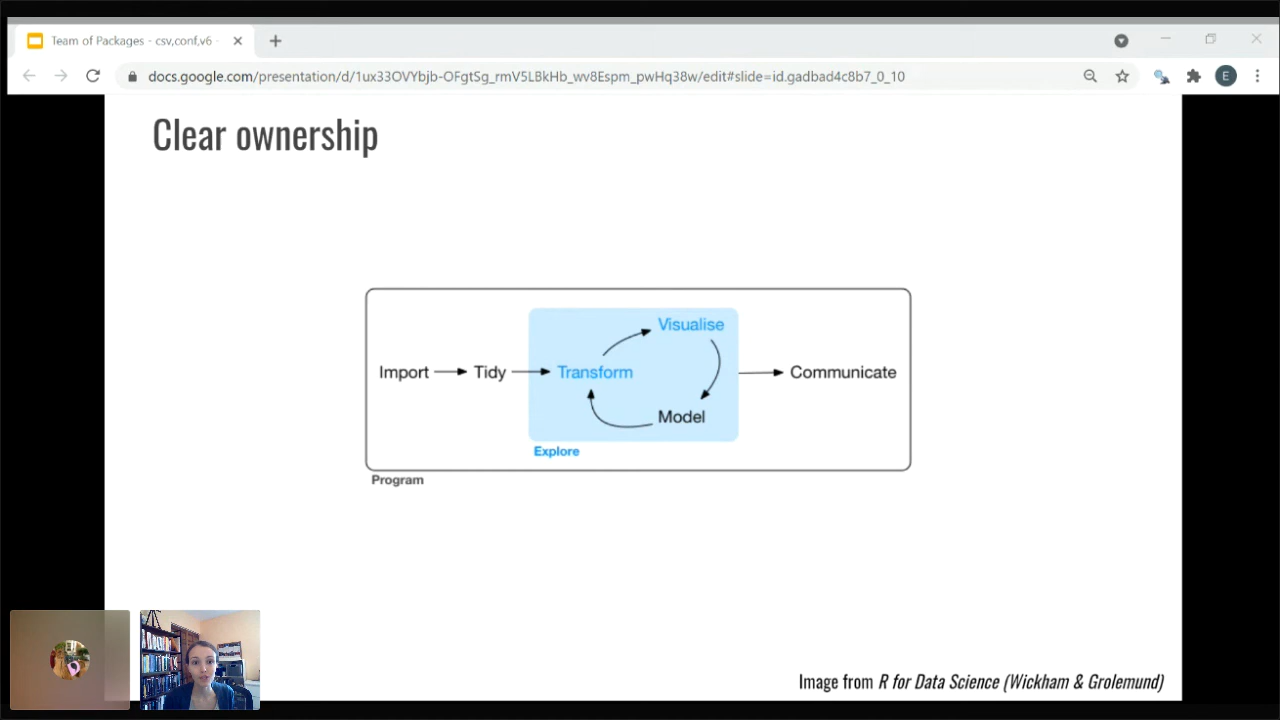 Team of Packages - csv,conf,v6 -
docs.google.com/presentation/d/1ux33OVYbjb-OFgtSg_rmV5LBkHb_wv8Espm_pwHq38w/edit#slide=id.gadbad4c8b7_0_10
E
Clear ownership
Visualise
Import
Tidy
Transform
Communicate
Model
Explore
Program
Image from R for Data Science (Wickham & Grolemund)